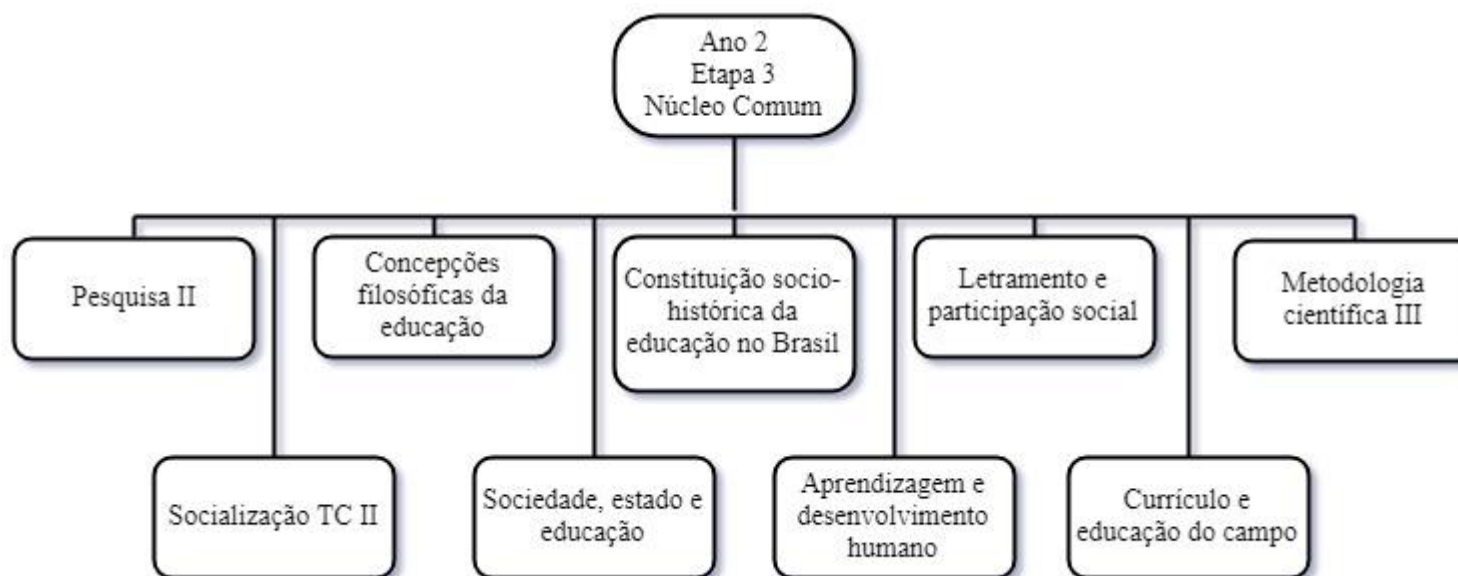 Ano 2
Etapa 3
Núcleo Comum
Pesquisa II
Concepções
filosóficas da
educação
Constituição socio-
histórica da
educação no Brasil
Letramento e
participação social
Metodologia
científica III
Socialização TC II
Sociedade, estado e
educação
Aprendizagem e
desenvolvimento
humano
Currículo e
educação do campo